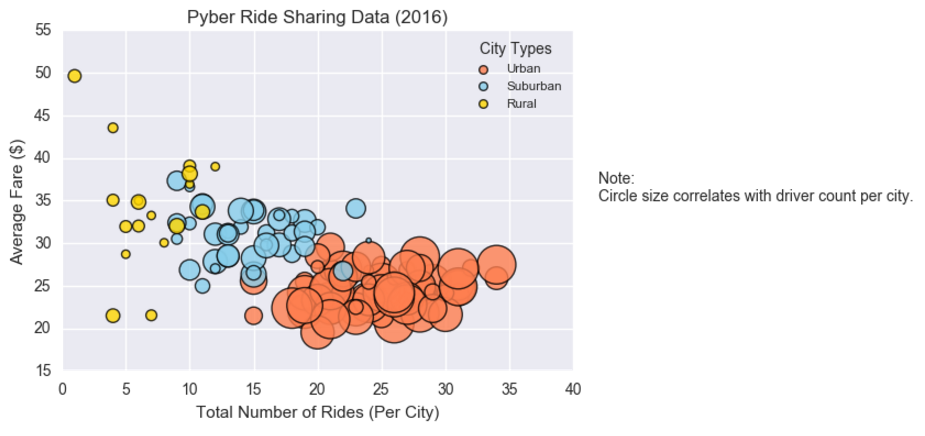 Pyber Ride Sharing Data (2016)
55
50
45
40
35
30
25
20
15
Average Fare ($)
City Types
Urban
Suburban
Rural
Note:
Circle size correlates with driver count per city.
0 5 10 15 20 25 30 35 40
Total Number of Rides (Per City)